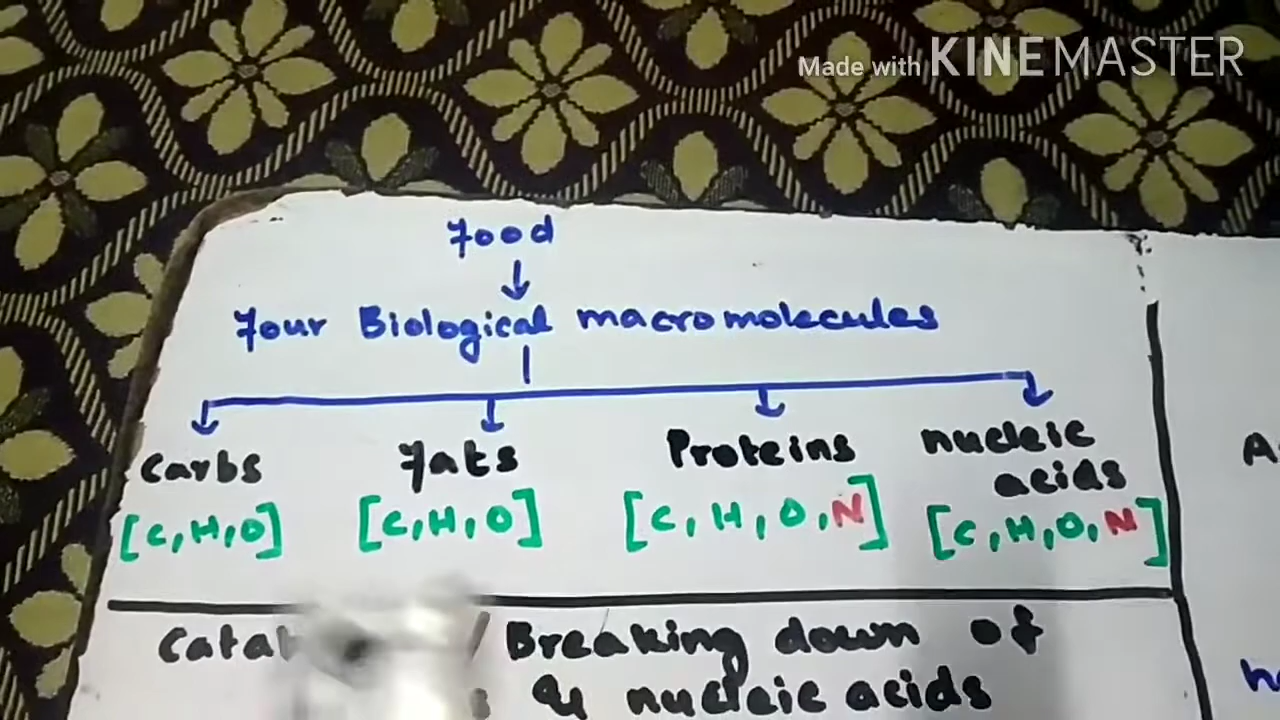 Made with KINEMASTER
Food
↓
Four Biological macromolecules
Carbs Fats Proteins nucleic acids
[C,H,O] [C,H,O] [C,H,O,N] [C,H,O,N]
/ Breaking down of
& nucleic acids